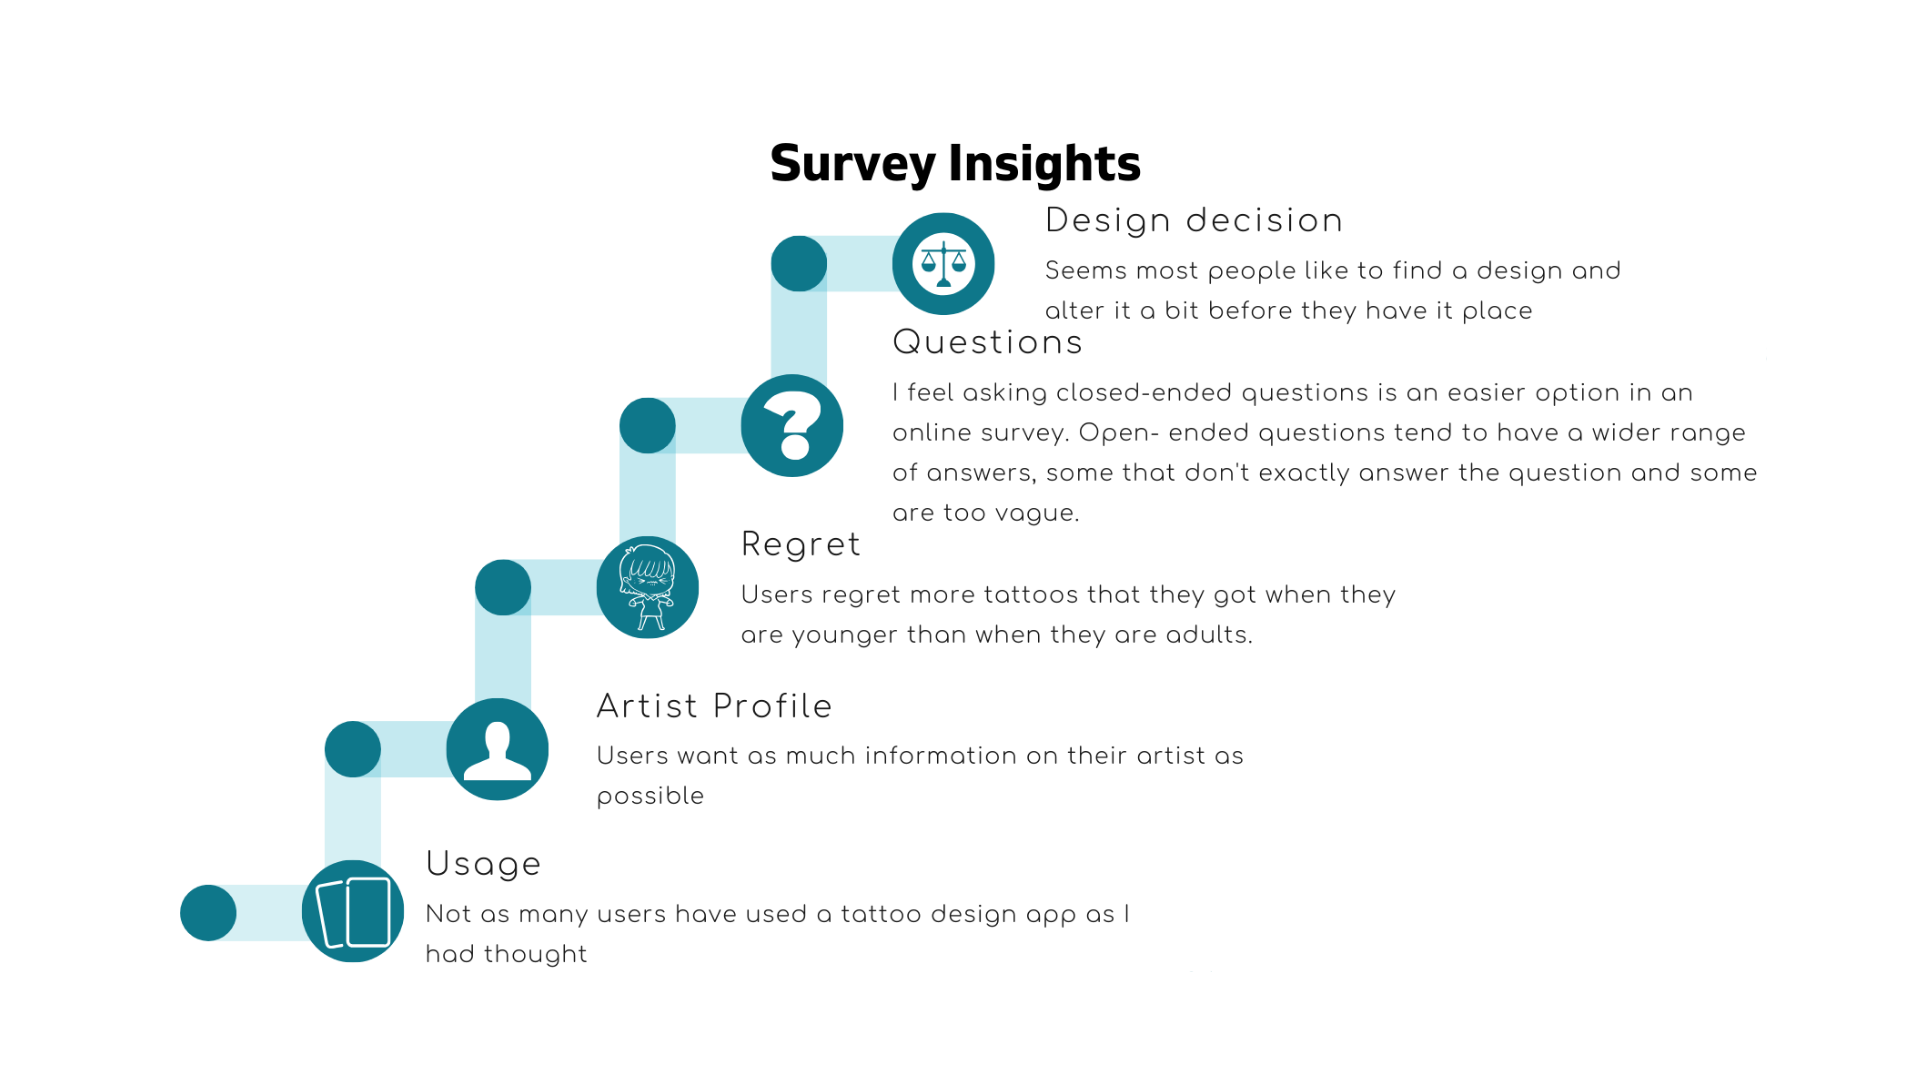 Survey Insights
Design decision
Seems most people like to find a design and
alter it a bit before they have it place
Questions
I feel asking closed-ended questions is an easier option in an
online survey. Open- ended questions tend to have a wider range
of answers, some that don't exactly answer the question and some
are too vague.
Regret
Users regret more tattoos that they got when they
are younger than when they are adults.
Artist Profile
Users want as much information on their artist as
possible
Usage
Not as many users have used a tattoo design app as I
had thought